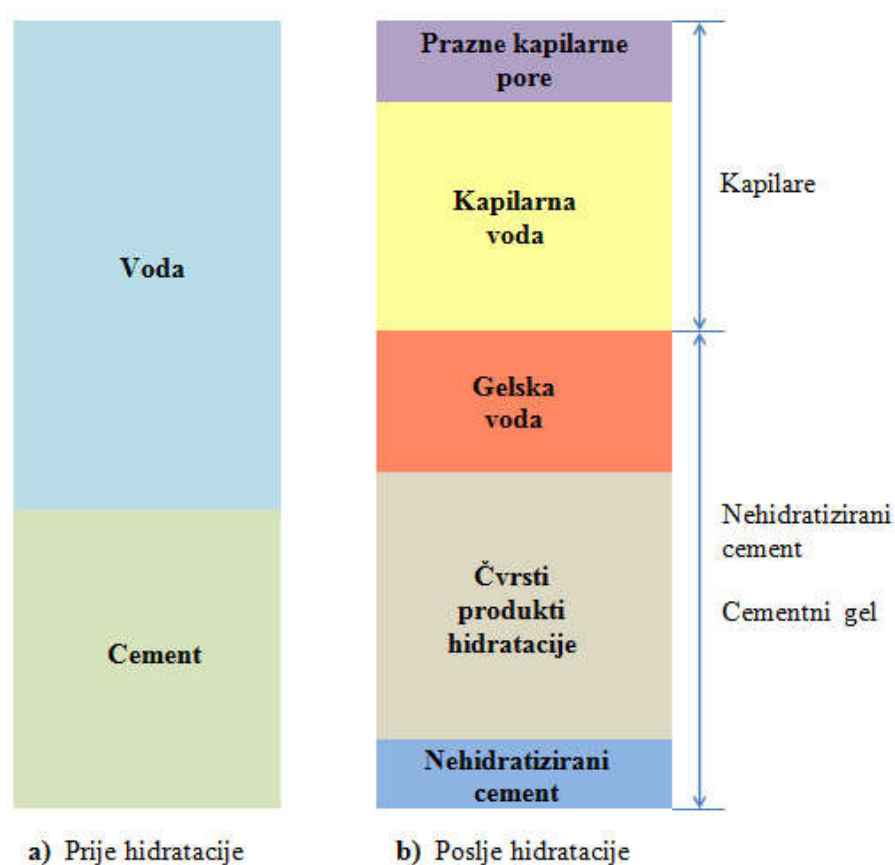 Voda
Cement
Prazne kapilarne
pore
Kapilarna
voda
Gelska
voda
Čvrsti
produkti
hidratacije
Nehidratizirani
cement
Kapilare
Nehidratizirani
cement
Cementni gel
a) Prije hidratacije
b) Poslje hidratacije